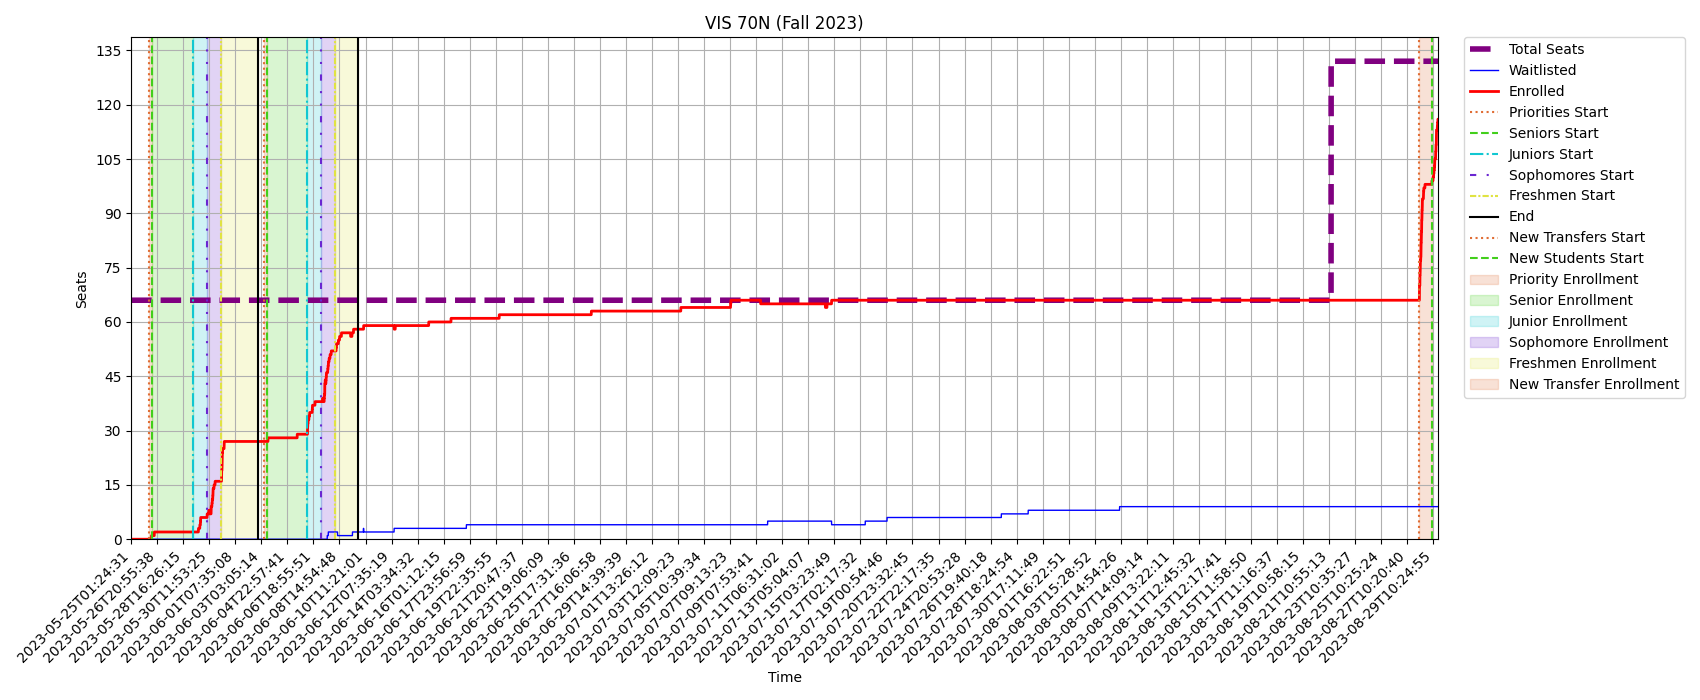 VIS 70N (Fall 2023)
Seats
135
120
105
90
75
60
45
30
15
0
2023-05-25T01:24:31
2023-05-26T20:55:38
2023-05-28T16:26:15
2023-05-30T11:53:25
2023-06-01T07:35:08
2023-06-03T03:05:14
2023-06-04T22:57:41
2023-06-06T18:55:51
2023-06-08T14:54:48
2023-06-10T11:21:01
2023-06-12T07:35:19
2023-06-14T04:34:32
2023-06-16T01:12:15
2023-06-17T23:56:59
2023-06-19T22:35:55
2023-06-21T20:47:37
2023-06-23T19:06:09
2023-06-25T17:31:36
2023-06-27T16:06:58
2023-06-29T14:39:39
2023-07-01T13:26:12
2023-07-03T12:09:23
2023-07-05T10:39:34
2023-07-07T09:13:23
2023-07-09T07:53:41
2023-07-11T06:31:02
2023-07-13T05:04:07
2023-07-15T03:23:49
2023-07-17T02:17:32
2023-07-19T00:54:46
2023-07-20T23:32:45
2023-07-22T22:17:35
2023-07-24T20:53:28
2023-07-26T19:40:18
2023-07-28T18:24:54
2023-07-30T17:11:49
2023-08-01T16:22:51
2023-08-03T15:28:52
2023-08-05T14:54:26
2023-08-07T14:09:14
2023-08-09T13:22:11
2023-08-11T12:45:32
2023-08-13T12:17:41
2023-08-15T11:58:50
2023-08-17T11:16:37
2023-08-19T10:58:15
2023-08-21T10:55:13
2023-08-23T10:35:27
2023-08-25T10:25:24
2023-08-27T10:20:40
2023-08-29T10:24:55
Time
Total Seats
Waitlisted
Enrolled
Priorities Start
Seniors Start
Juniors Start
Sophomores Start
Freshmen Start
End
New Transfers Start
New Students Start
Priority Enrollment
Senior Enrollment
Junior Enrollment
Sophomore Enrollment
Freshmen Enrollment
New Transfer Enrollment